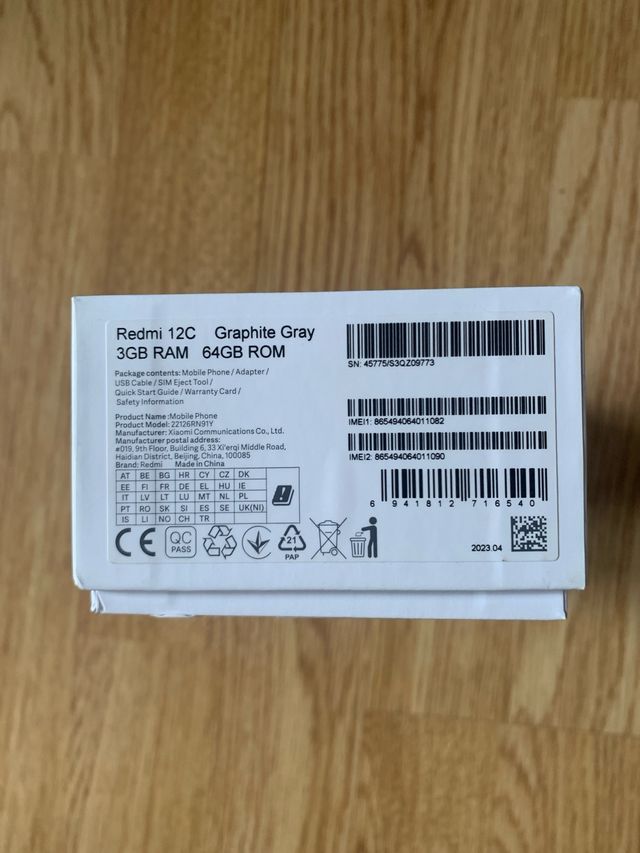 Redmi 12C Graphite Gray
3GB RAM 64GB ROM
Package contents: Mobile Phone / Adapter /
USB Cable / SIM Eject Tool /
Quick Start Guide / Warranty Card /
Safety Information
Product Name :Mobile Phone
Product Model: 22126RN91Y
Manufacturer: Xiaomi Communications Co., Ltd.
Manufacturer postal address:
#019, 9th Floor, Building 6, 33 Xi'erqi Middle Road,
Haidian District, Beijing, China, 100085
Brand: Redmi Made in China
AT BE BG HR CY CZ DK
EE FI FR DE EL HU IE
IT LV LT LU MT NL PL
PT RO SK SI ES SE UK(NI)
IS LI NO CH TR
CE
QC
PASS
21
PAP
SN: 45775/S3QZ09773
IMEI1: 865494064011082
IMEI2: 865494064011090
6 941812 716540
2023.04